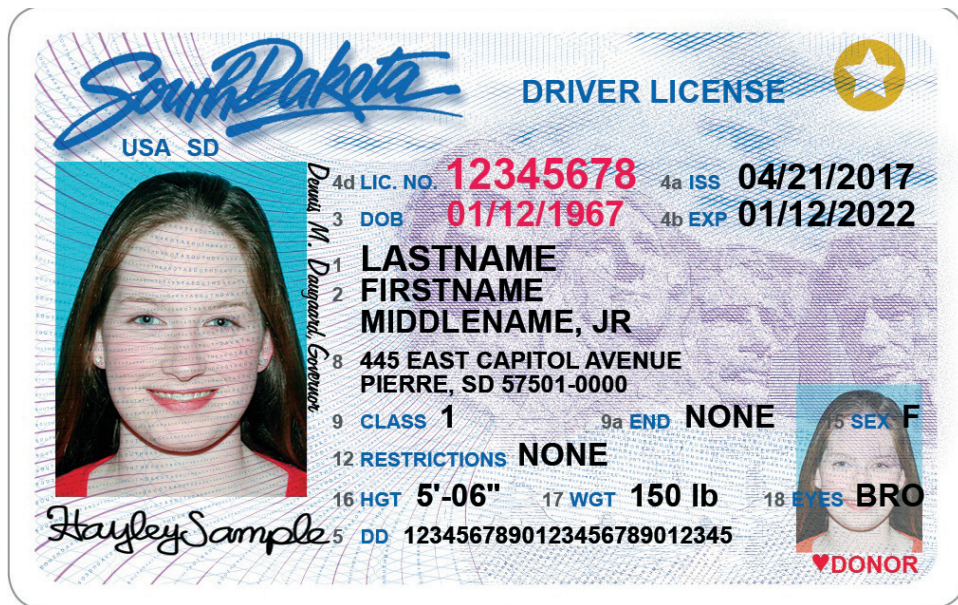 South Dakota
DRIVER LICENSE
USA SD
Dennis M. Daugaard Governor
4d LIC. NO. 12345678 4a ISS 04/21/2017
3 DOB 01/12/1967 4b EXP 01/12/2022
1 LASTNAME
2 FIRSTNAME
MIDDLENAME, JR
8 445 EAST CAPITOL AVENUE
PIERRE, SD 57501-0000
9 CLASS 1 9a END NONE 15 SEX F
12 RESTRICTIONS NONE
16 HGT 5'-06" 17 WGT 150 lb 18 EYES BRO
Hayley Sample
5 DD 1234567890123456789012345
♥DONOR